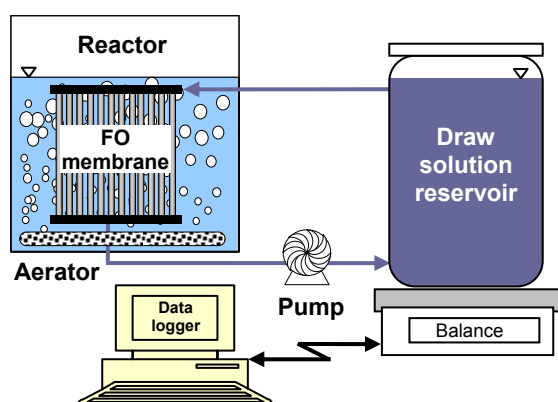 Reactor
FO
membrane
Draw
solution
reservoir
Aerator
Pump
Data
logger
Balance